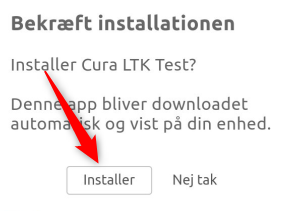 Bekræft installationen
Installer Cura LTK Test?
Denne app bliver downloadet
automatisk og vist på din enhed.
Installer
Nej tak